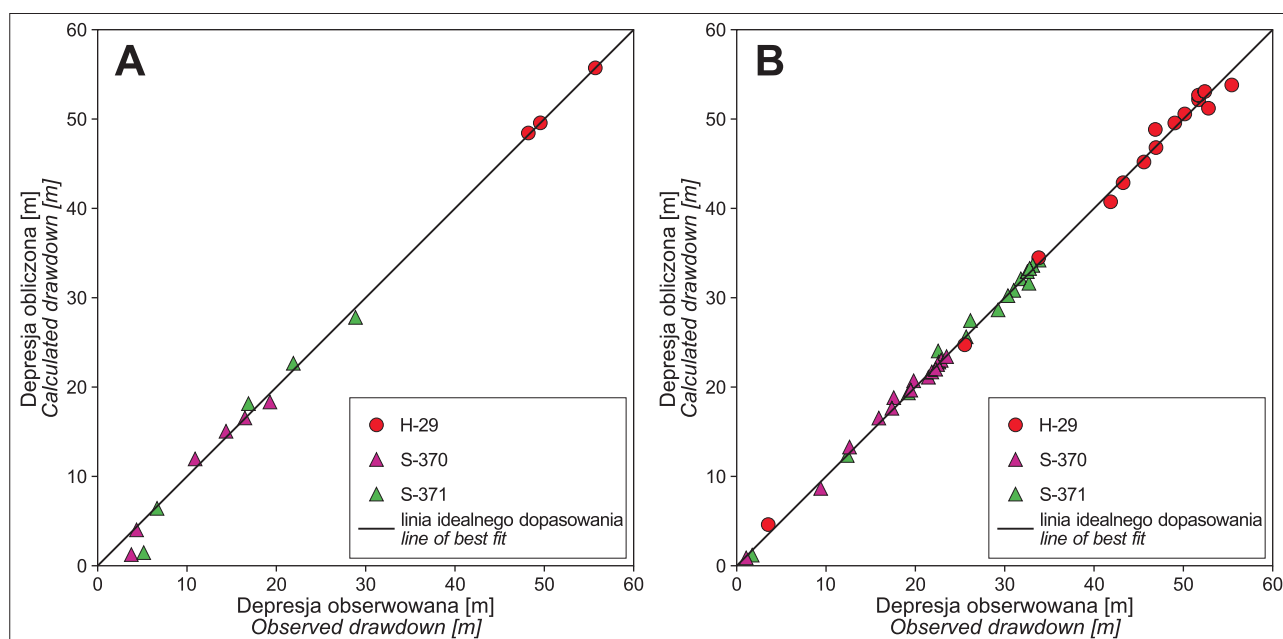 A
60
50
40
30
20
10
0
Depresja obliczona [m]
Calculated drawdown [m]
H-29
S-370
S-371
linia idealnego dopasowania
line of best fit
0 10 20 30 40 50 60
Depresja obserwowana [m]
Observed drawdown [m]
B
60
50
40
30
20
10
0
Depresja obliczona [m]
Calculated drawdown [m]
H-29
S-370
S-371
linia idealnego dopasowania
line of best fit
0 10 20 30 40 50 60
Depresja obserwowana [m]
Observed drawdown [m]